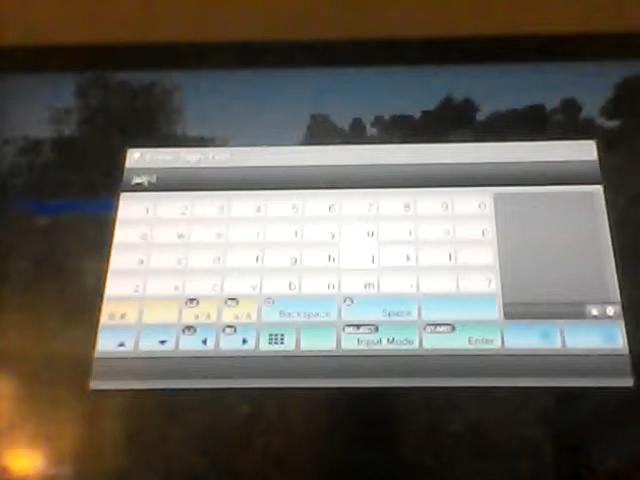 Enter Sign Text
1 2 3 4 5 6 7 8 9 0
q w e r t y u i o p
a s d f g h j k l
z x c v b n m . ?
@#: a/A a/A Backspace Space
SELECT Input Mode START Enter